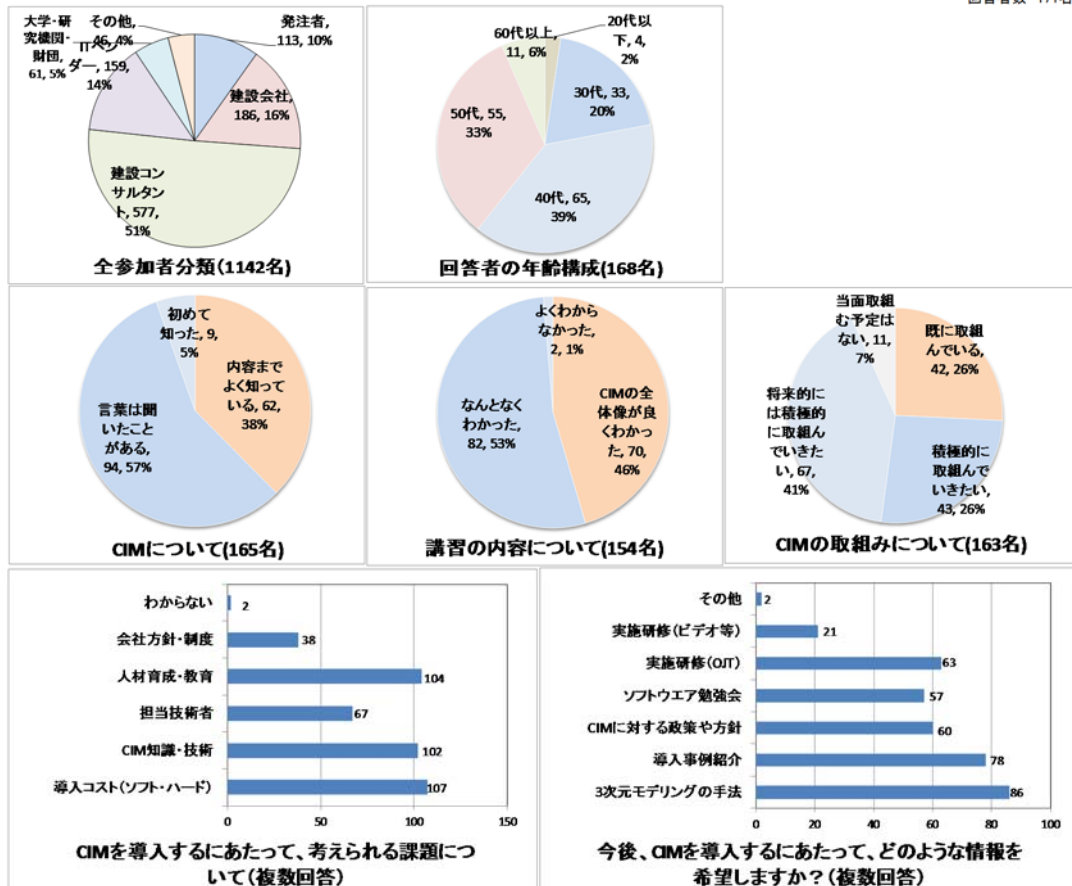 大学・研
究機関・
財団,
61, 5%
その他,
46, 4%
ITベン
ダー, 159,
14%
発注者,
113, 10%
建設会社,
186, 16%
建設コン
サルタン
ト, 577,
51%
全参加者分類(1142名)
60代以上,
11, 6%
20代以
下, 4,
2%
30代, 33,
20%
50代, 55,
33%
40代, 65,
39%
回答者の年齢構成(168名)
初めて
知った, 9,
5%
内容まで
よく知って
いる, 62,
38%
言葉は聞
いたこと
がある,
94, 57%
CIMについて(165名)
よくわから
なかった,
2, 1%
なんとなく
わかった,
82, 53%
CIMの全
体像が良
くわかっ
た, 70,
46%
講習の内容について(154名)
当面取組
む予定は
ない, 11,
7%
既に取組
んでいる,
42, 26%
将来的に
は積極的
に取組ん
でいきた
い, 67,
41%
積極的に
取組んで
いきたい,
43, 26%
CIMの取組みについて(163名)
わからない
2
会社方針・制度
38
人材育成・教育
104
担当技術者
67
CIM知識・技術
102
導入コスト(ソフト・ハード)
107
0 50 100 150
CIMを導入するにあたって、考えられる課題につ
いて(複数回答)
その他
2
実施研修(ビデオ等)
21
実施研修(OJT)
63
ソフトウエア勉強会
57
CIMに対する政策や方針
60
導入事例紹介
78
3次元モデリングの手法
86
0 20 40 60 80 100
今後、CIMを導入するにあたって、どのような情報を
希望しますか？(複数回答)